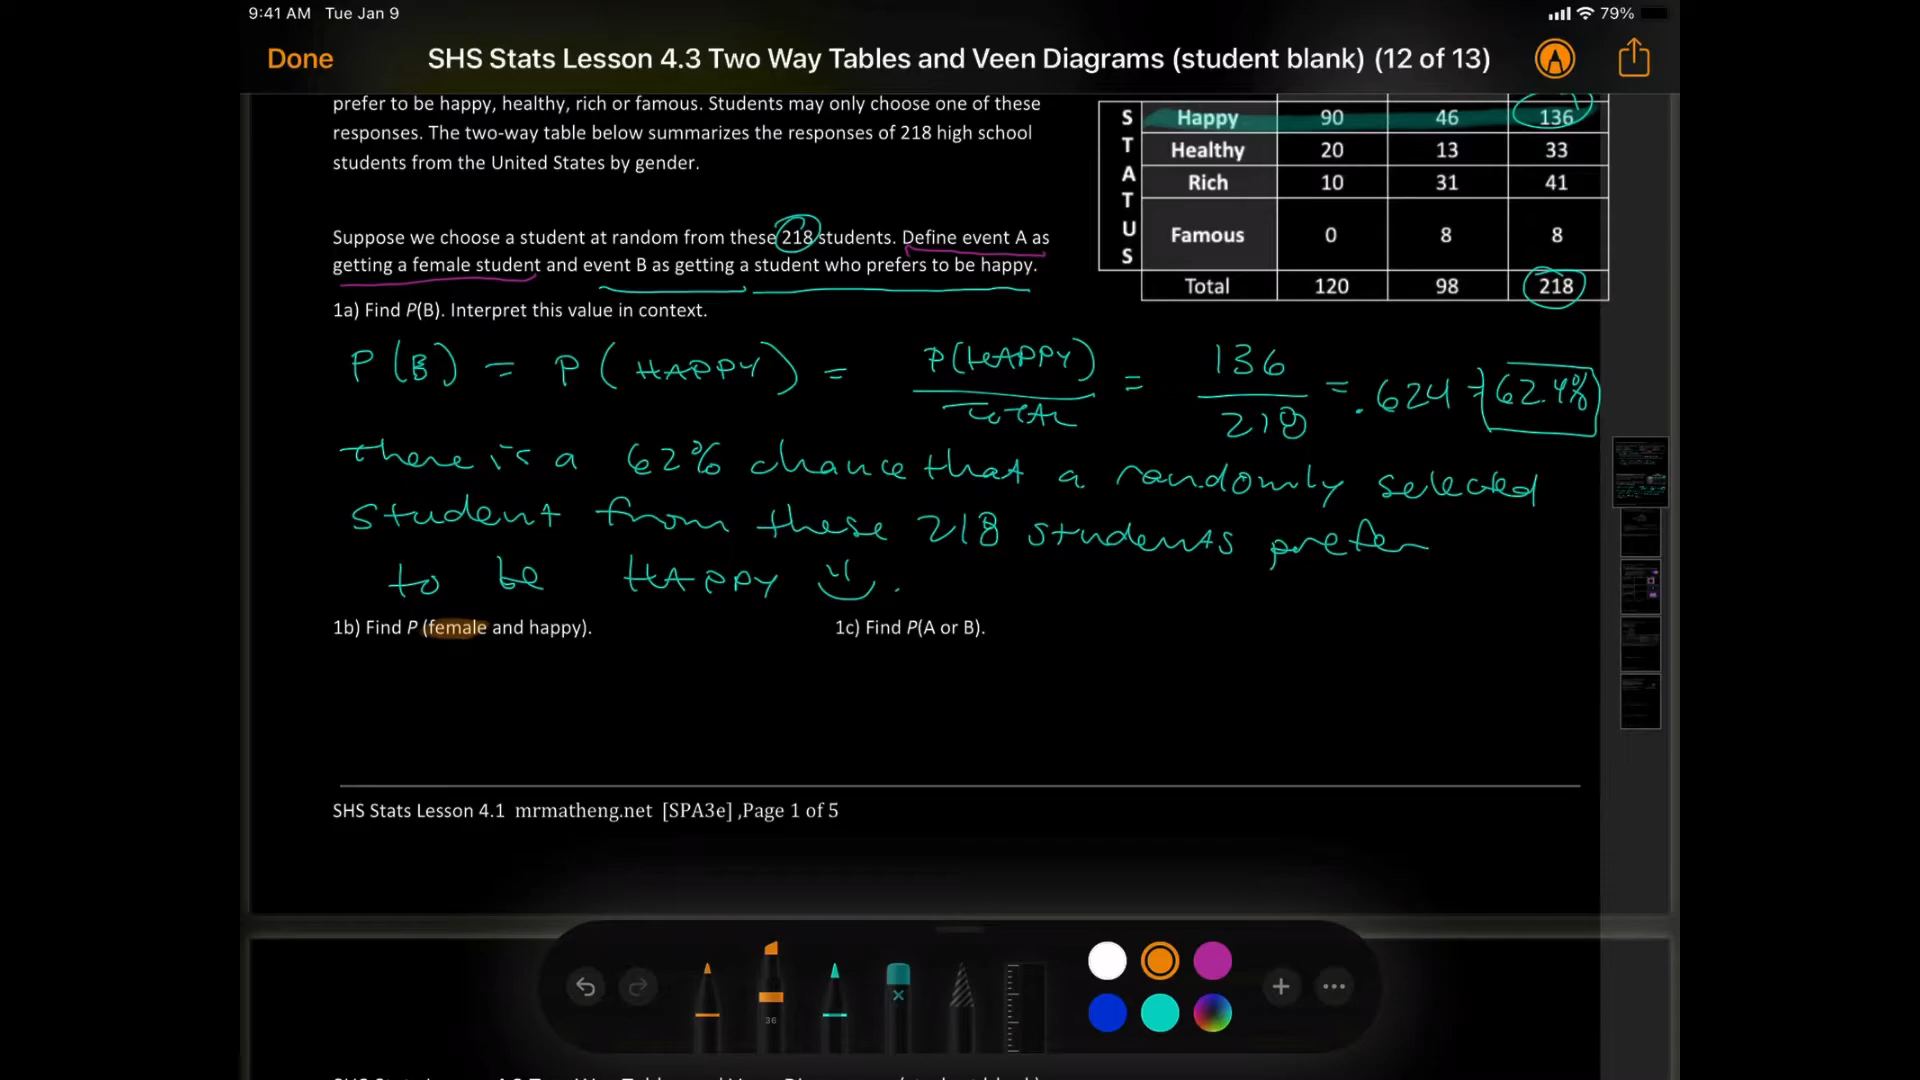 9:41 AM Tue Jan 9
79%
Done
SHS Stats Lesson 4.3 Two Way Tables and Veen Diagrams (student blank) (12 of 13)
prefer to be happy, healthy, rich or famous. Students may only choose one of these
responses. The two-way table below summarizes the responses of 218 high school
students from the United States by gender.
S T A T U S
Happy 90 46 136
Healthy 20 13 33
Rich 10 31 41
Famous 0 8 8
Total 120 98 218
Suppose we choose a student at random from these 218 students. Define event A as
getting a female student and event B as getting a student who prefers to be happy.
1a) Find P(B). Interpret this value in context.
P(B) = P(HAPPY) = P(HAPPY) / TOTAL = 136 / 218 = .624 = 62.4%
there is a 62% chance that a randomly selected
student from these 218 students prefer
to be HAPPY .
1b) Find P (female and happy).
1c) Find P(A or B).
SHS Stats Lesson 4.1 mrmatheng.net [SPA3e] ,Page 1 of 5
36